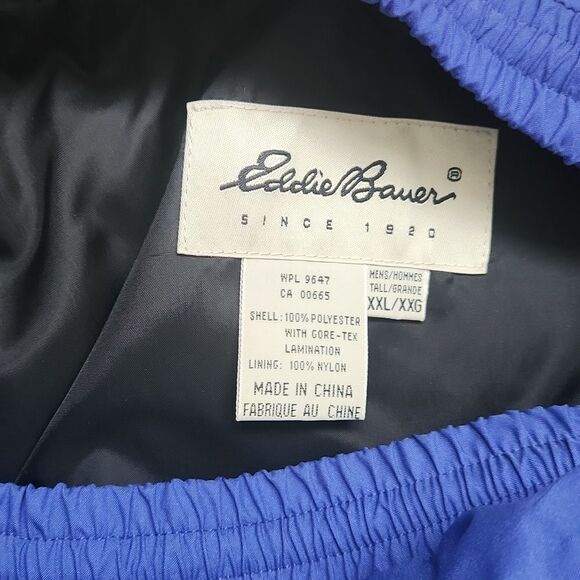 Eddie Bauer ®
SINCE 1920
WPL 9647
CA 00665
SHELL: 100% POLYESTER
WITH GORE-TEX
LAMINATION
LINING: 100% NYLON
MADE IN CHINA
FABRIQUE AU CHINE
MENS/HOMMES
TALL/GRANDE
XXL/XXG